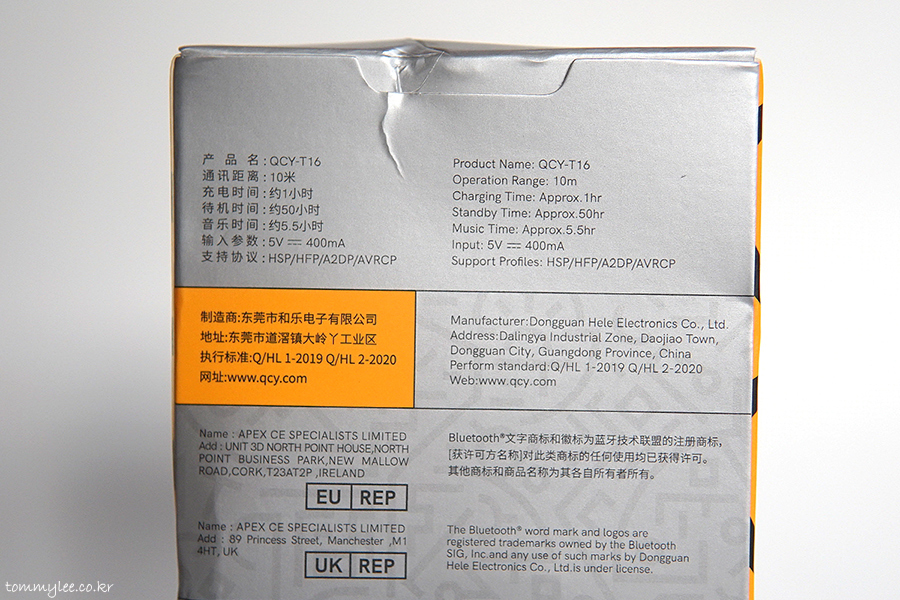 产 品 名 : QCY-T16
通讯距离 : 10米
充电时间 : 约1小时
待机时间 : 约50小时
音乐时间 : 约5.5小时
输入参数 : 5V ⎓ 400mA
支持协议 : HSP/HFP/A2DP/AVRCP
Product Name: QCY-T16
Operation Range: 10m
Charging Time: Approx.1hr
Standby Time: Approx.50hr
Music Time: Approx.5.5hr
Input: 5V ⎓ 400mA
Support Profiles: HSP/HFP/A2DP/AVRCP
制造商:东莞市和乐电子有限公司
地址:东莞市道滘镇大岭丫工业区
执行标准:Q/HL 1-2019 Q/HL 2-2020
网址:www.qcy.com
Manufacturer:Dongguan Hele Electronics Co., Ltd.
Address:Dalingya Industrial Zone, Daojiao Town,
Dongguan City, Guangdong Province, China
Perform standard:Q/HL 1-2019 Q/HL 2-2020
Web:www.qcy.com
Name : APEX CE SPECIALISTS LIMITED
Add : UNIT 3D NORTH POINT HOUSE,NORTH
POINT BUSINESS PARK,NEW MALLOW
ROAD,CORK,T23AT2P ,IRELAND
EU REP
Name : APEX CE SPECIALISTS LIMITED
Add : 89 Princess Street, Manchester ,M1
4HT, UK
UK REP
Bluetooth®文字商标和徽标为蓝牙技术联盟的注册商标，
[获许可方名称]对此类商标的任何使用均已获得许可。
其他商标和商品名称为其各自所有者所有。
The Bluetooth® word mark and logos are
registered trademarks owned by the Bluetooth
SIG, Inc.and any use of such marks by Dongguan
Hele Electronics Co., Ltd.is under license.
tommylee.co.kr